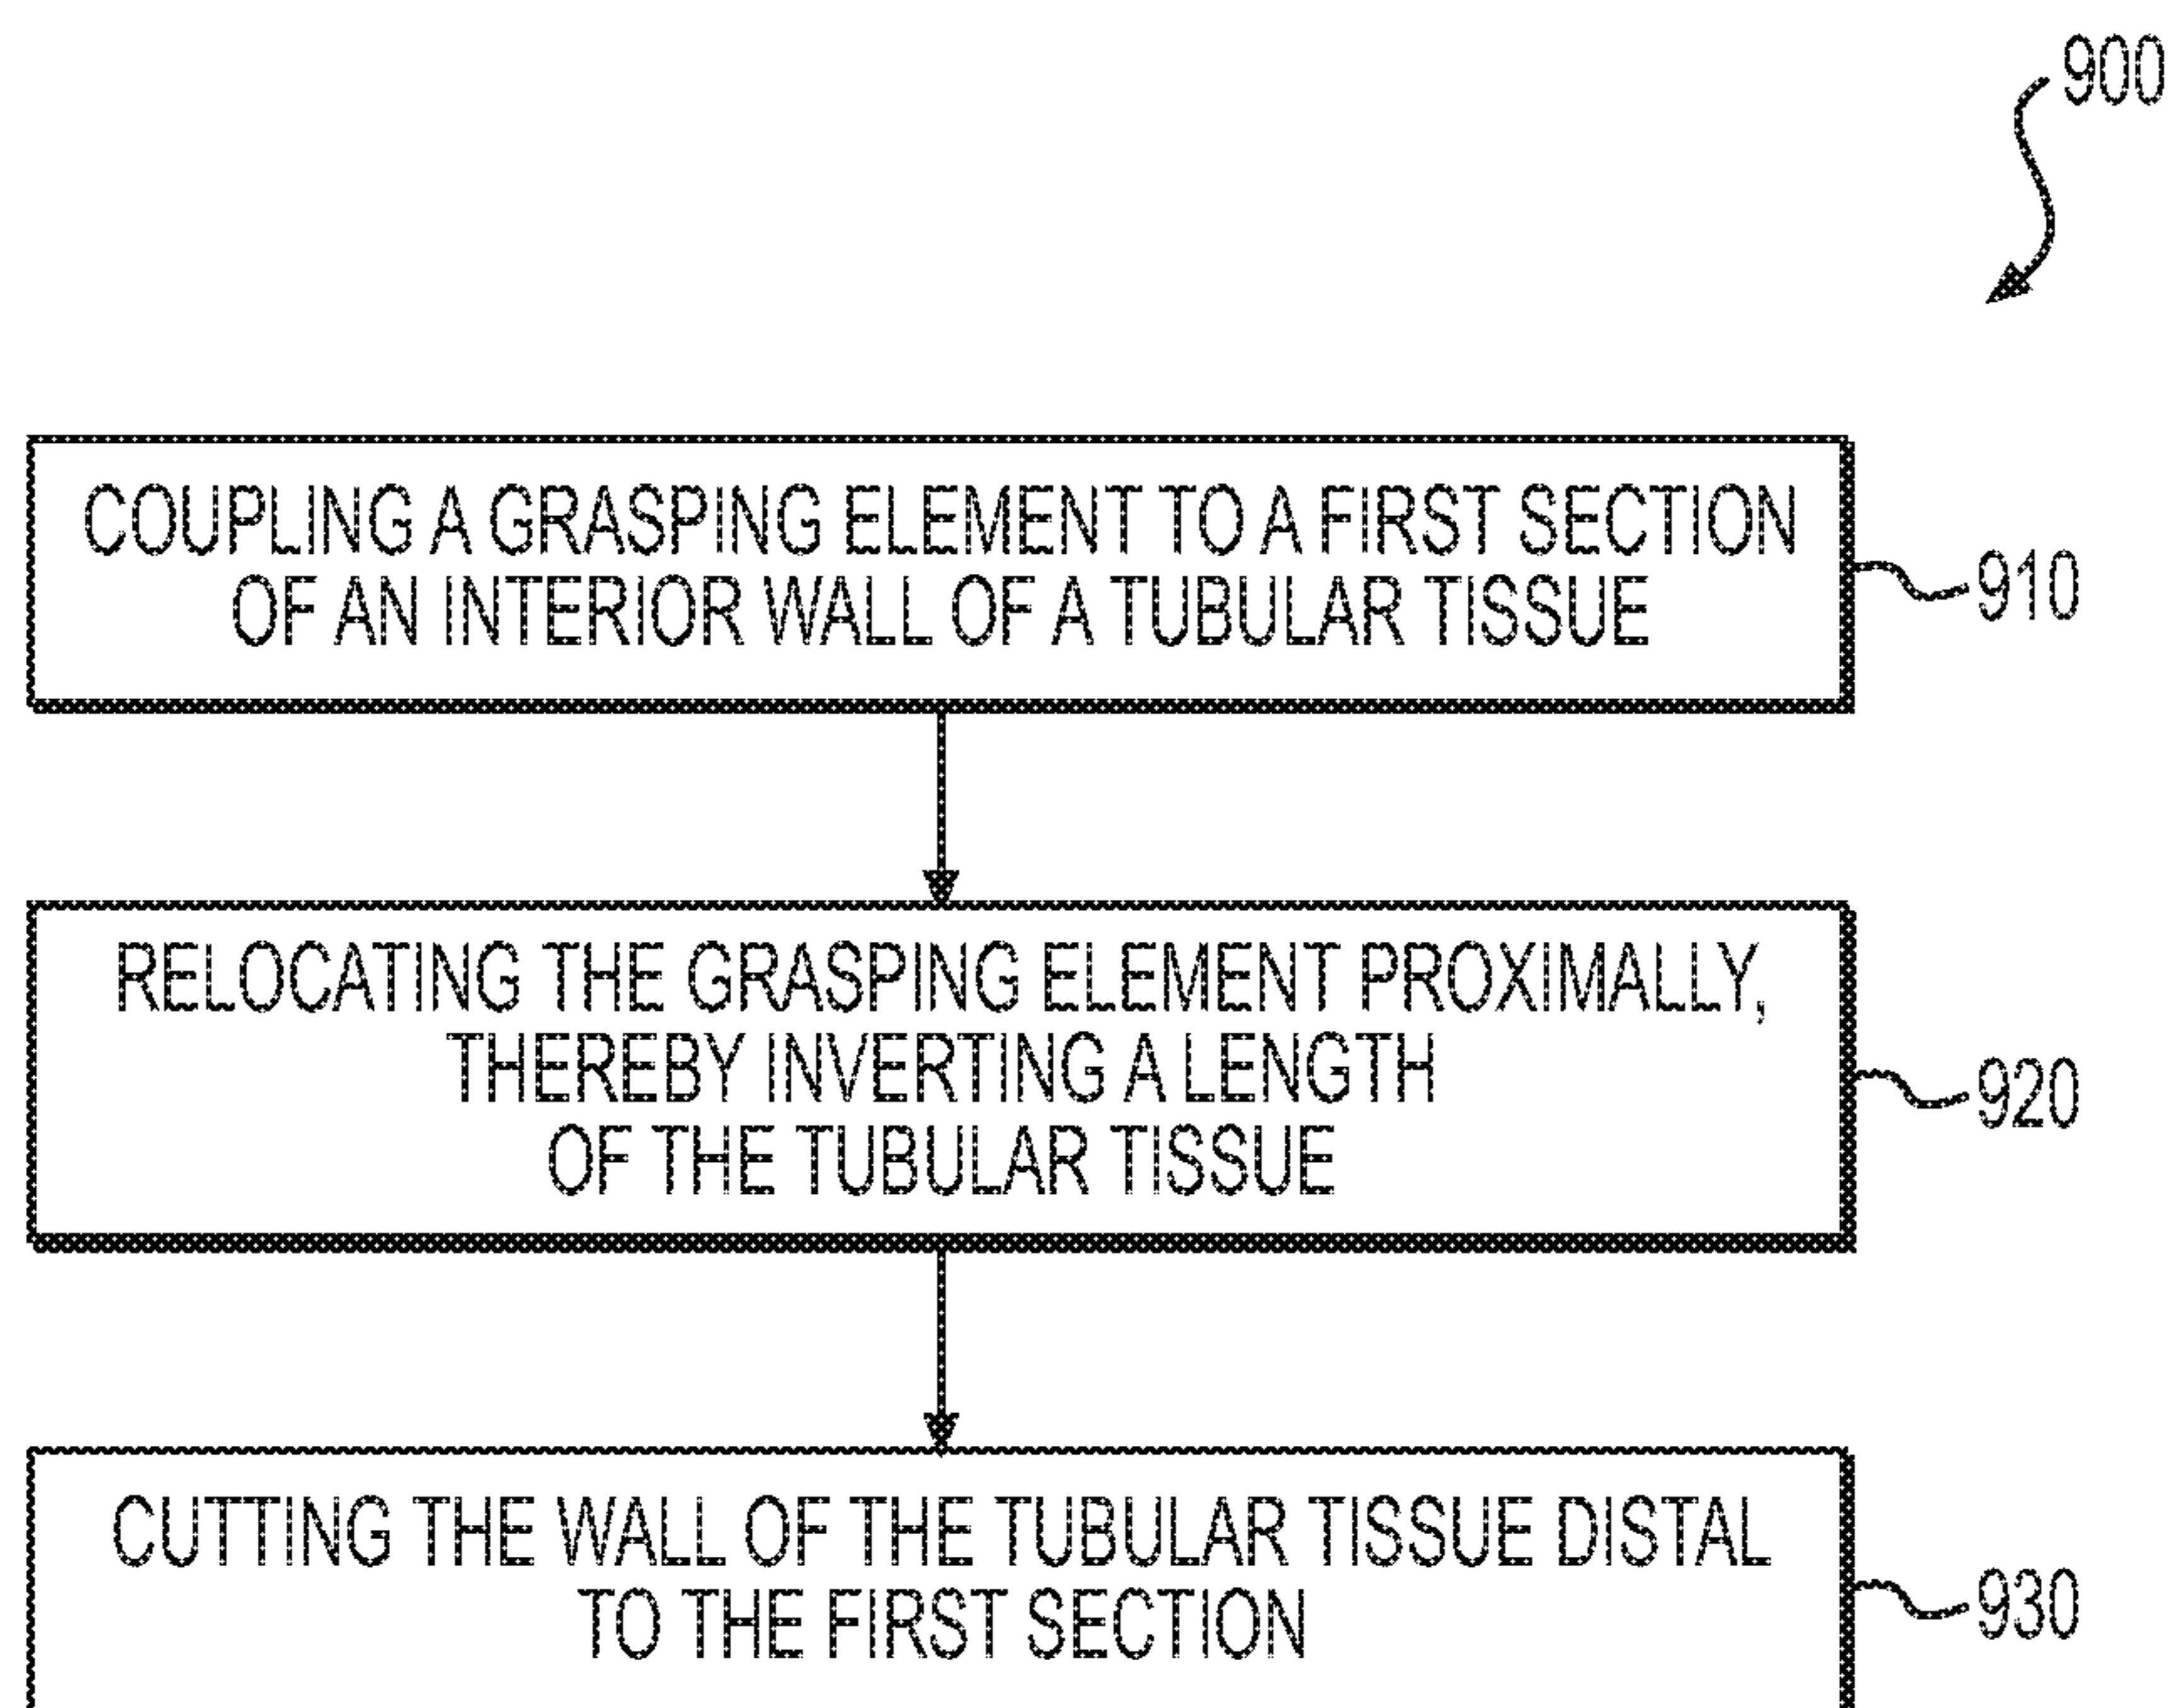 900
COUPLING A GRASPING ELEMENT TO A FIRST SECTION
OF AN INTERIOR WALL OF A TUBULAR TISSUE
910
RELOCATING THE GRASPING ELEMENT PROXIMALLY,
THEREBY INVERTING A LENGTH
OF THE TUBULAR TISSUE
920
CUTTING THE WALL OF THE TUBULAR TISSUE DISTAL
TO THE FIRST SECTION
930